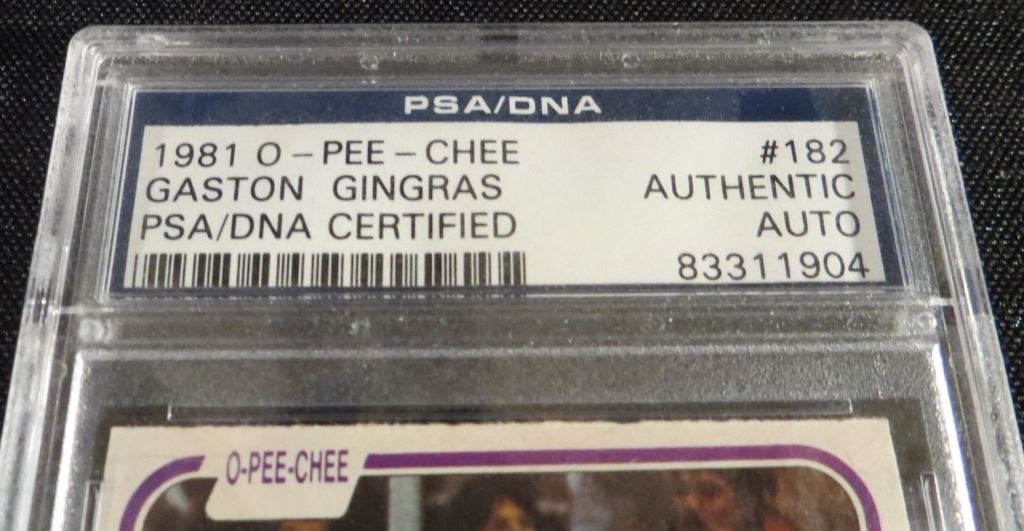 PSA/DNA
1981 O-PEE-CHEE #182
GASTON GINGRAS AUTHENTIC
PSA/DNA CERTIFIED AUTO
83311904
O-PEE-CHEE